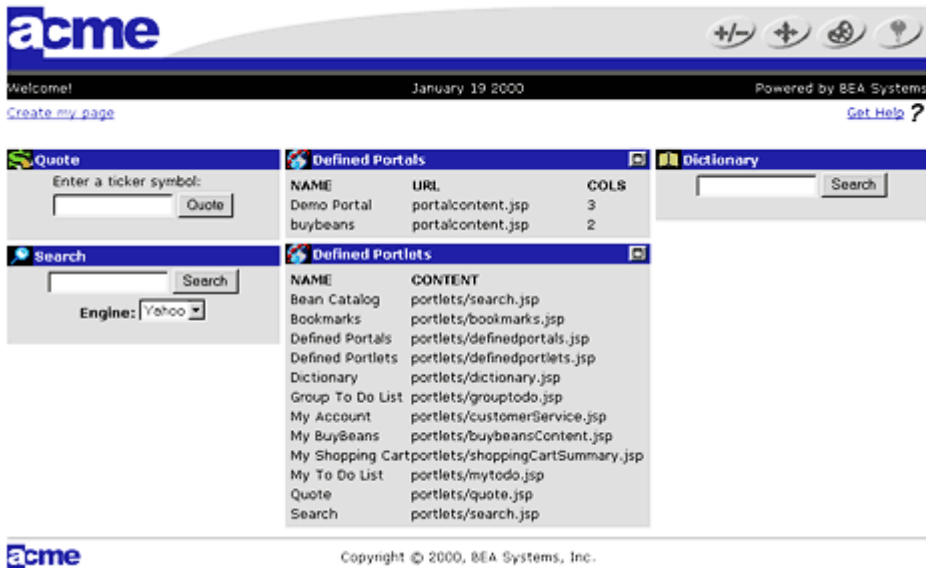 acme
+/-
Welcome! January 19 2000 Powered by BEA Systems
Create my page Get Help ?
Quote
Enter a ticker symbol:
Quote
Search
Search
Engine: Yahoo
Defined Portals
NAME URL COLS
Demo Portal portalcontent.jsp 3
buybeans portalcontent.jsp 2
Defined Portlets
NAME CONTENT
Bean Catalog portlets/search.jsp
Bookmarks portlets/bookmarks.jsp
Defined Portals portlets/definedportals.jsp
Defined Portlets portlets/definedportlets.jsp
Dictionary portlets/dictionary.jsp
Group To Do List portlets/grouptodo.jsp
My Account portlets/customerService.jsp
My BuyBeans portlets/buybeansContent.jsp
My Shopping Cart portlets/shoppingCartSummary.jsp
My To Do List portlets/mytodo.jsp
Quote portlets/quote.jsp
Search portlets/search.jsp
Dictionary
Search
acme
Copyright © 2000, BEA Systems, Inc.